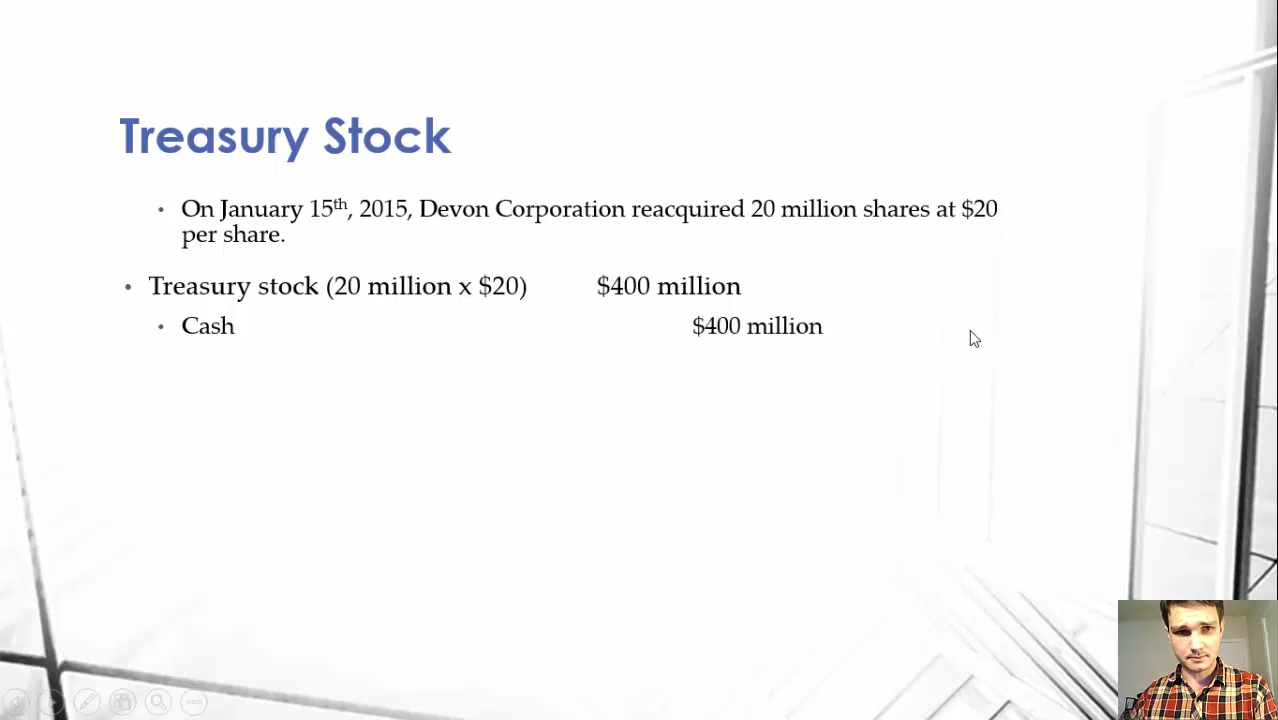 Treasury Stock
• On January 15th, 2015, Devon Corporation reacquired 20 million shares at $20
per share.
• Treasury stock (20 million x $20) $400 million
• Cash $400 million